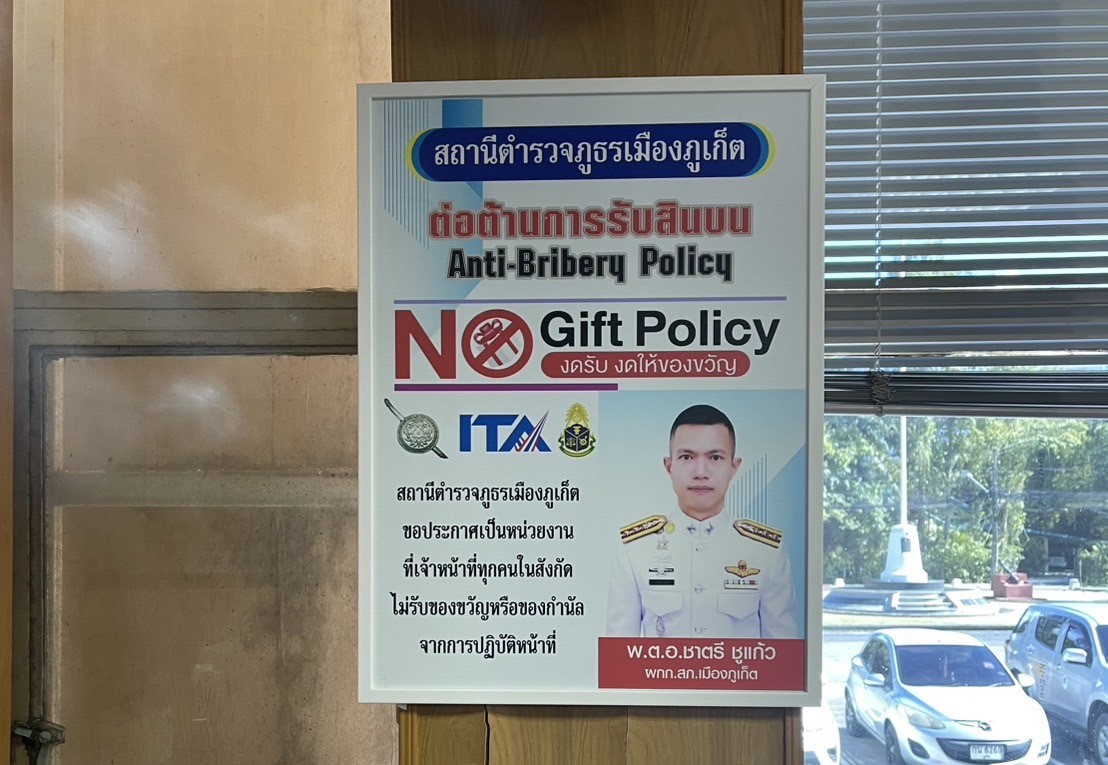 สถานีตำรวจภูธรเมืองภูเก็ต
ต่อต้านการรับสินบน
Anti-Bribery Policy
NO Gift Policy
งดรับ งดให้ของขวัญ
ITA
สถานีตำรวจภูธรเมืองภูเก็ต
ขอประกาศเป็นหน่วยงาน
ที่เจ้าหน้าที่ทุกคนในสังกัด
ไม่รับของขวัญหรือของกำนัล
จากการปฏิบัติหน้าที่
พ.ต.อ.ชาตรี ชูแก้ว
ผกก.สภ.เมืองภูเก็ต